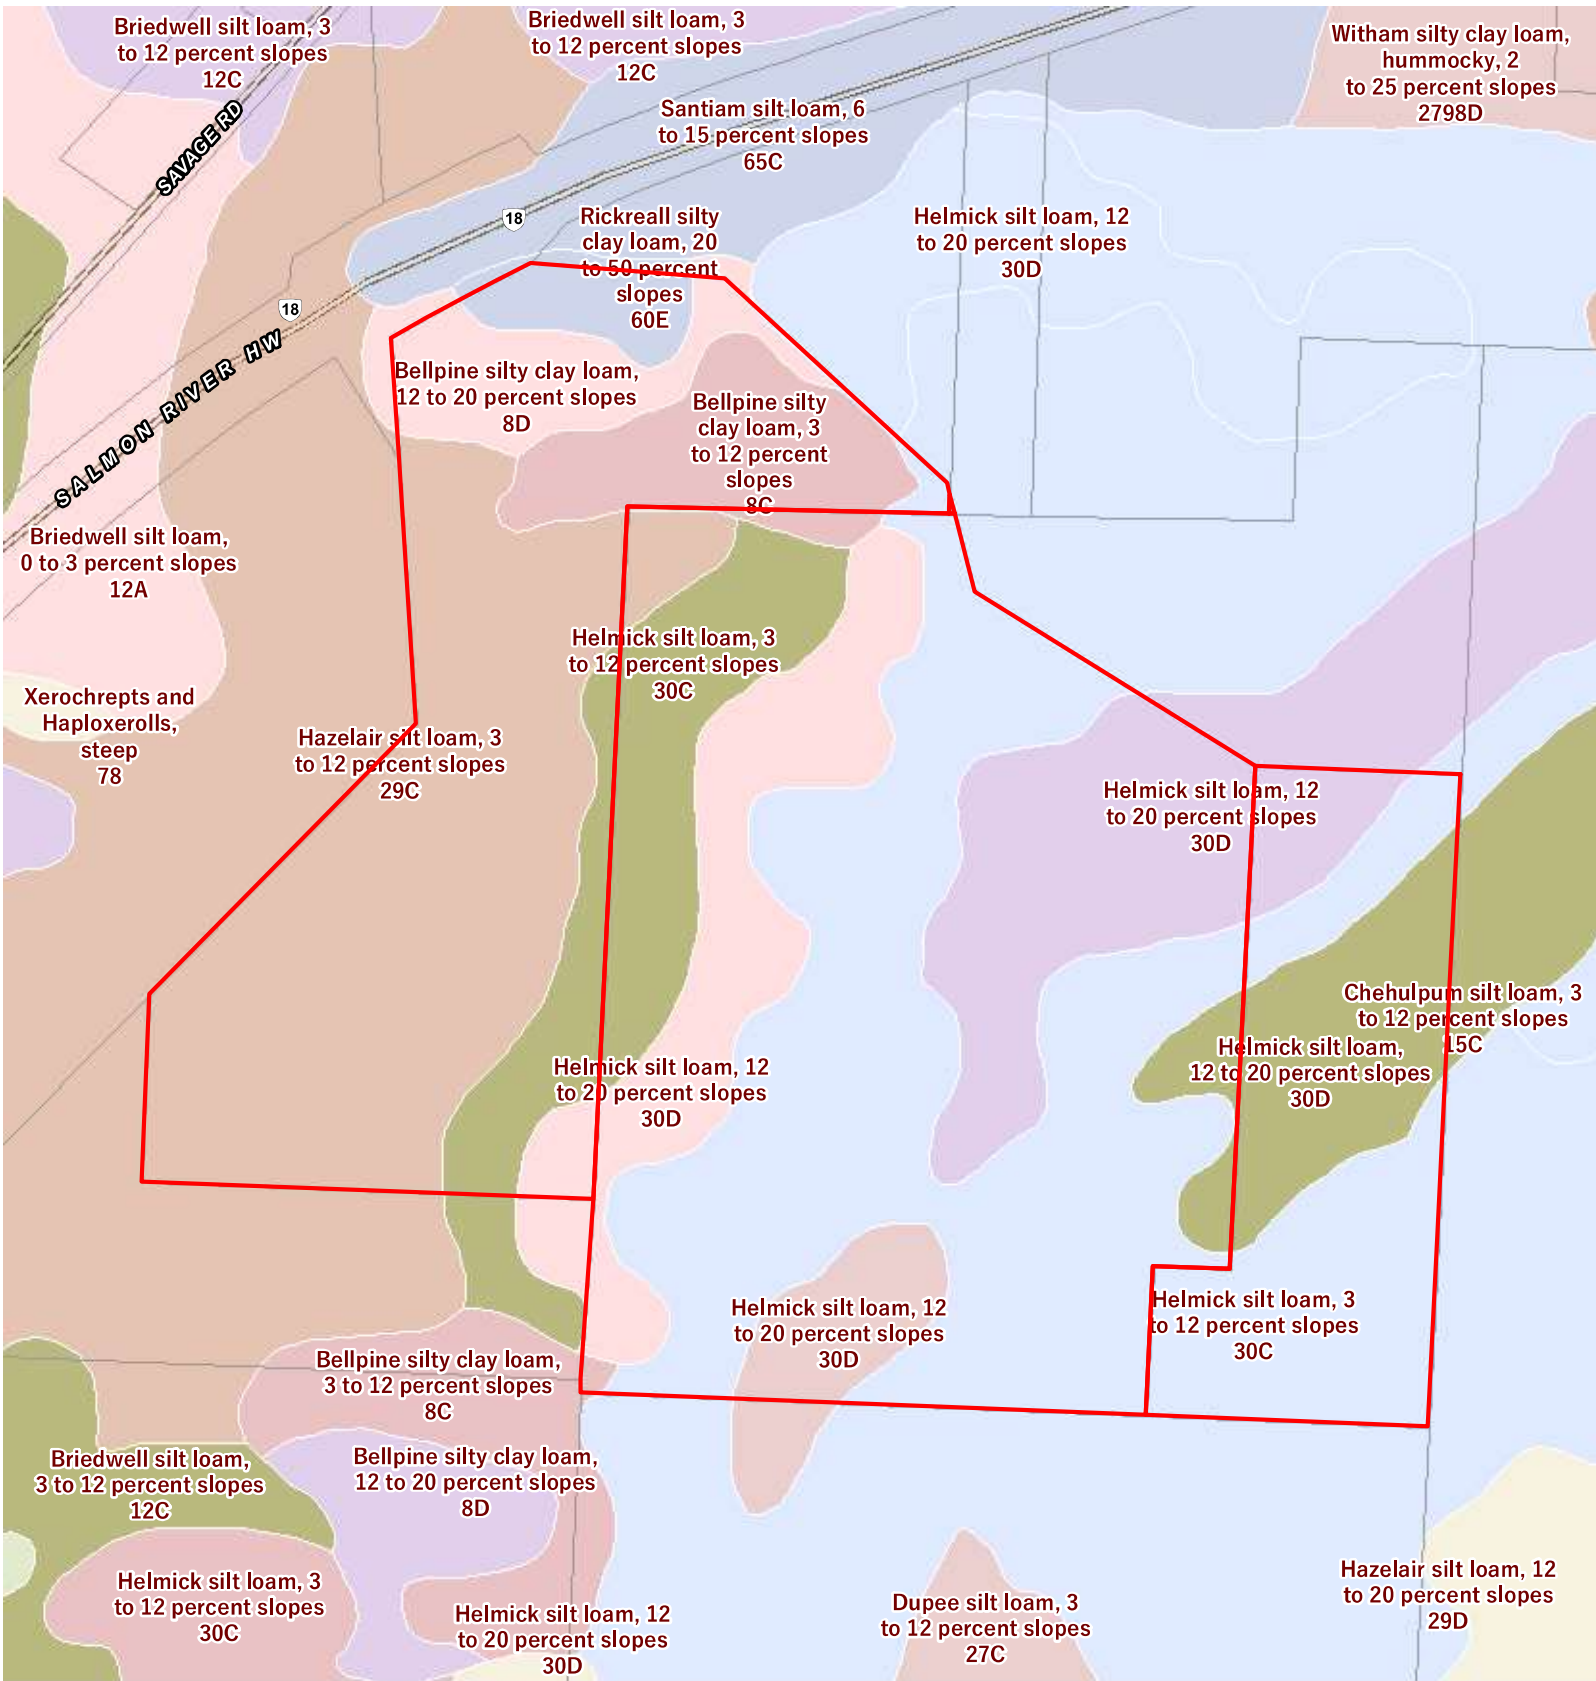 Briedwell silt loam, 3
to 12 percent slopes
12C
Briedwell silt loam, 3
to 12 percent slopes
12C
Witham silty clay loam,
hummocky, 2
to 25 percent slopes
2798D
Santiam silt loam, 6
to 15 percent slopes
65C
SAVAGE RD
18
Rickreall silty
clay loam, 20
to 50 percent
slopes
60E
Helmick silt loam, 12
to 20 percent slopes
30D
18
SALMON RIVER HW
Bellpine silty clay loam,
12 to 20 percent slopes
8D
Bellpine silty
clay loam, 3
to 12 percent
slopes
8C
Briedwell silt loam,
0 to 3 percent slopes
12A
Helmick silt loam, 3
to 12 percent slopes
30C
Xerochrepts and
Haploxerolls,
steep
78
Hazelair silt loam, 3
to 12 percent slopes
29C
Helmick silt loam, 12
to 20 percent slopes
30D
Chehulpum silt loam, 3
to 12 percent slopes
15C
Helmick silt loam,
12 to 20 percent slopes
30D
Helmick silt loam, 12
to 20 percent slopes
30D
Helmick silt loam, 12
to 20 percent slopes
30D
Helmick silt loam, 3
to 12 percent slopes
30C
Bellpine silty clay loam,
3 to 12 percent slopes
8C
Briedwell silt loam,
3 to 12 percent slopes
12C
Bellpine silty clay loam,
12 to 20 percent slopes
8D
Helmick silt loam, 3
to 12 percent slopes
30C
Helmick silt loam, 12
to 20 percent slopes
30D
Dupee silt loam, 3
to 12 percent slopes
27C
Hazelair silt loam, 12
to 20 percent slopes
29D